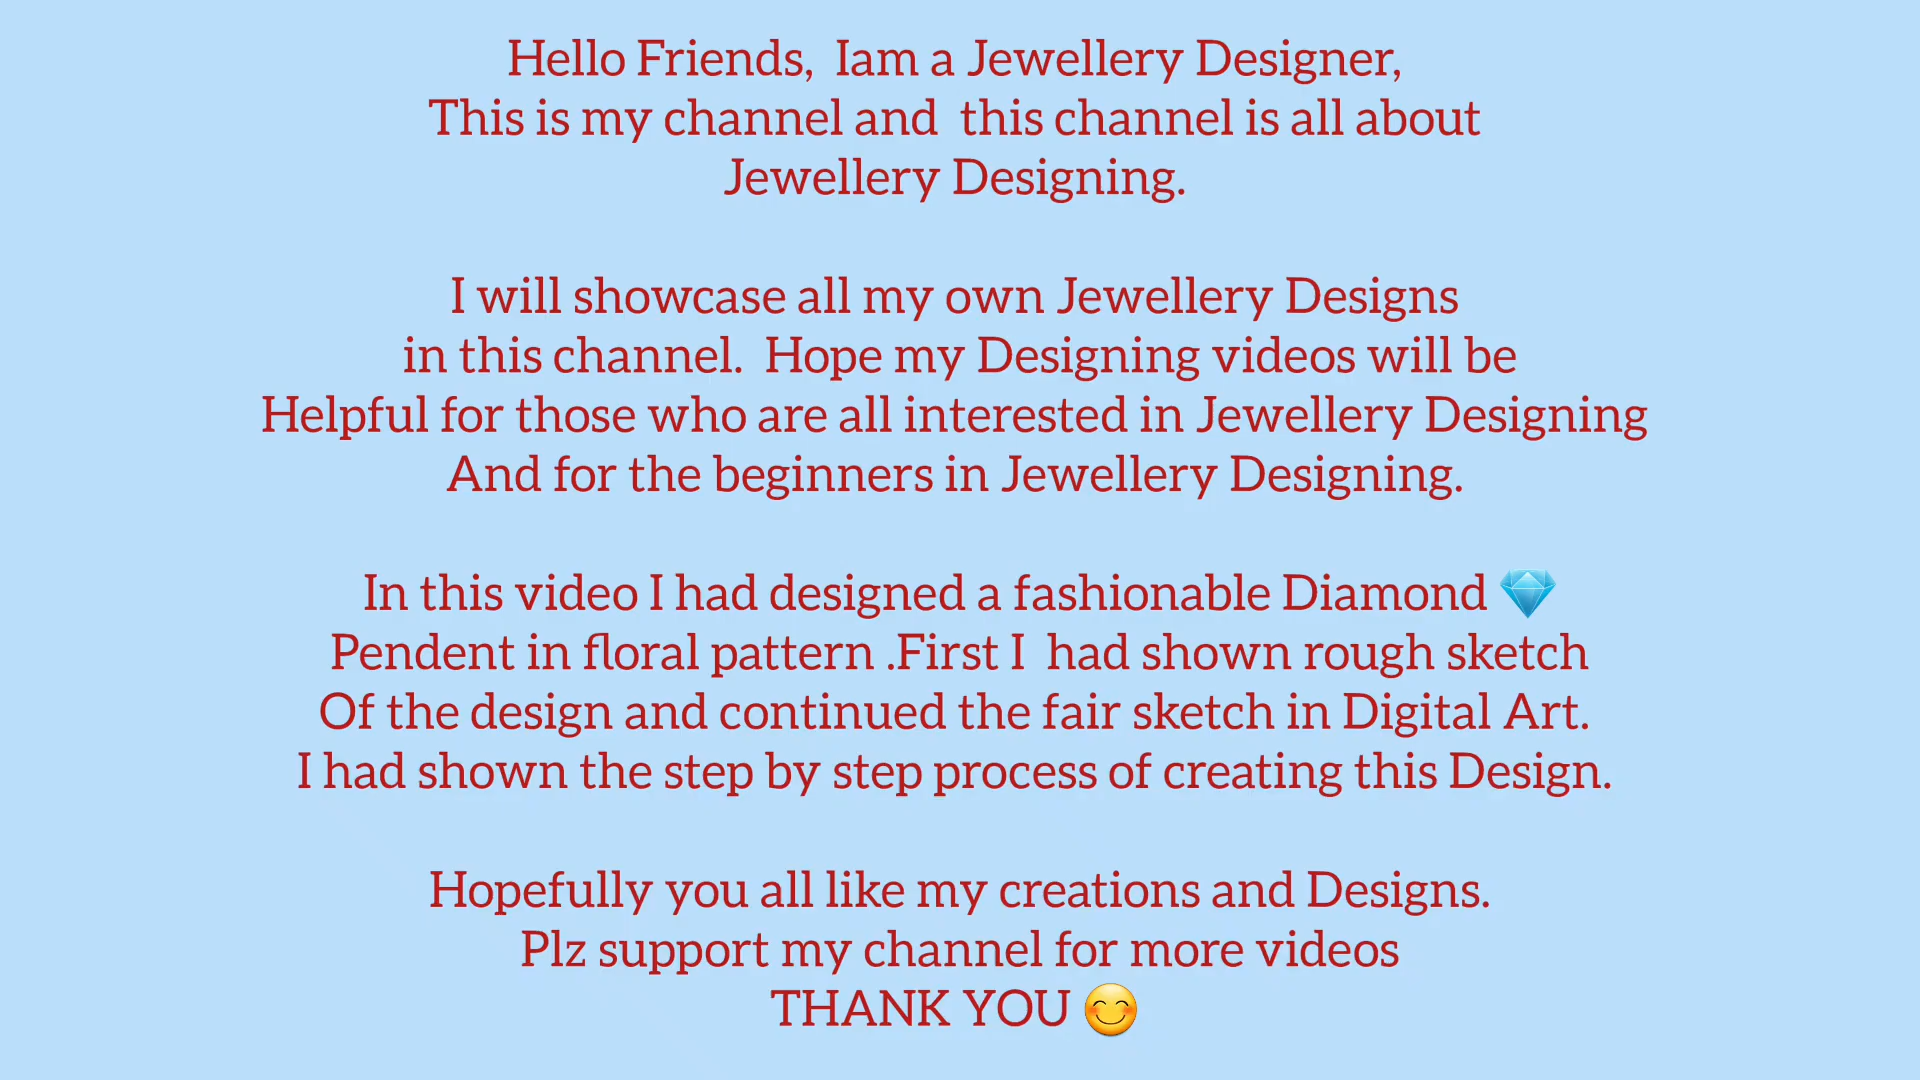 Hello Friends,  Iam a Jewellery Designer,
This is my channel and  this channel is all about
Jewellery Designing.
I will showcase all my own Jewellery Designs
in this channel.  Hope my Designing videos will be
Helpful for those who are all interested in Jewellery Designing
And for the beginners in Jewellery Designing.
In this video I had designed a fashionable Diamond 💎
Pendent in floral pattern .First I  had shown rough sketch
Of the design and continued the fair sketch in Digital Art.
I had shown the step by step process of creating this Design.
Hopefully you all like my creations and Designs.
Plz support my channel for more videos
THANK YOU 😊